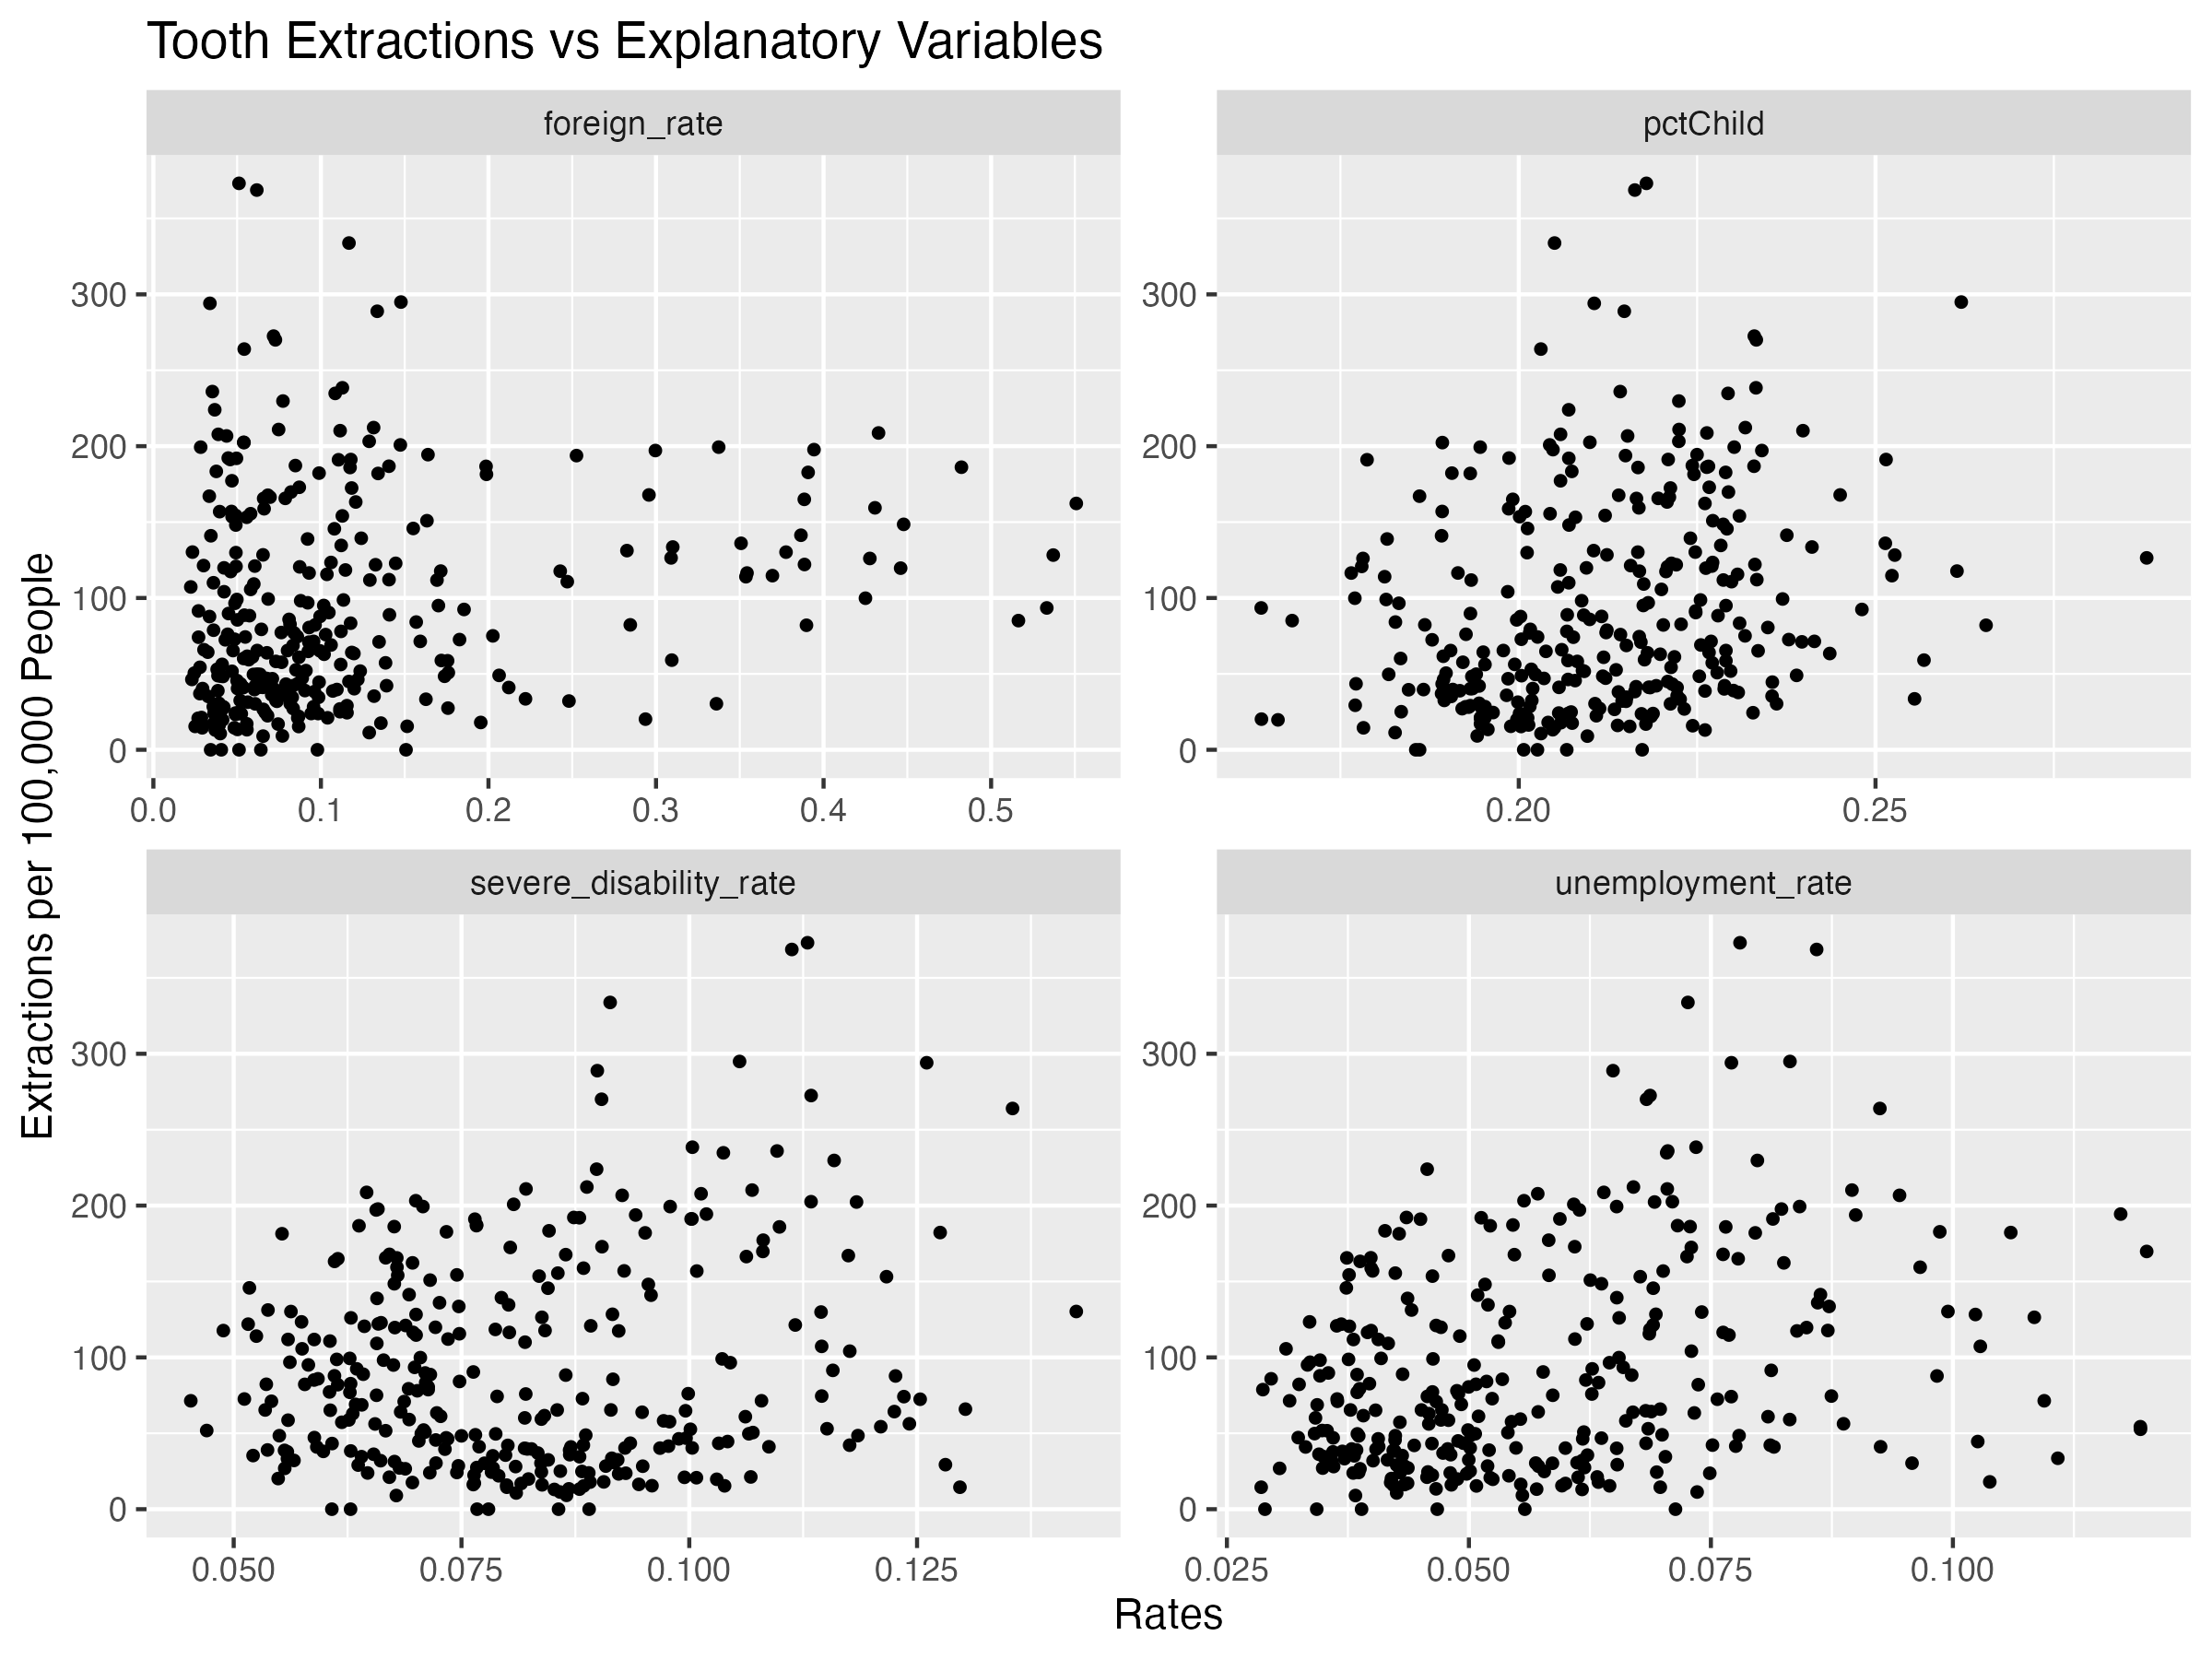 Tooth Extractions vs Explanatory Variables
foreign_rate
pctChild
300
200
100
0
0.0 0.1 0.2 0.3 0.4 0.5
300
200
100
0
0.20 0.25
severe_disability_rate
unemployment_rate
300
200
100
0
0.050 0.075 0.100 0.125
300
200
100
0
0.025 0.050 0.075 0.100
Extractions per 100,000 People
Rates